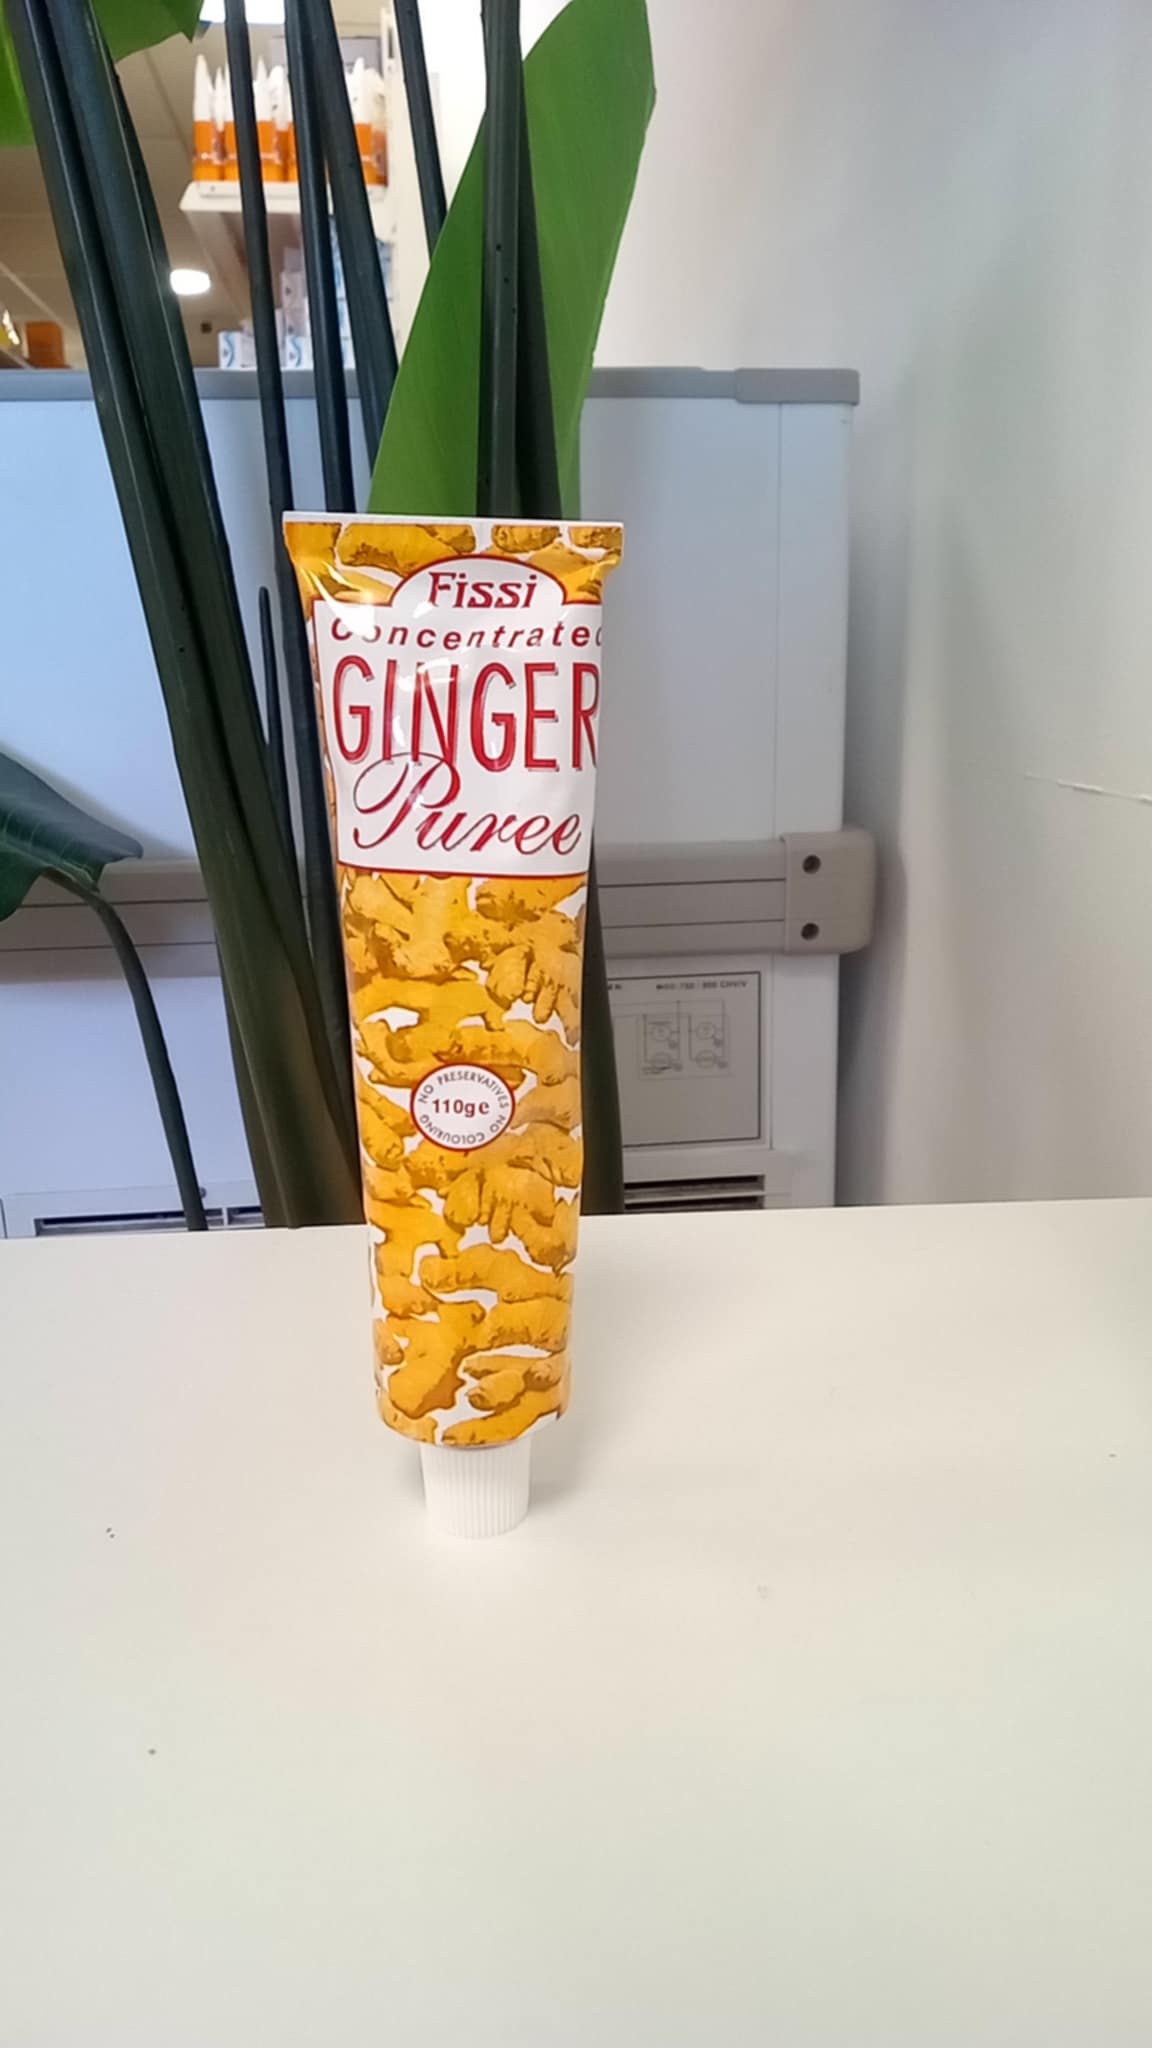 Fissi
Concentrated
GINGER
Puree
NO PRESERVATIVES NO COLOURING
110g e